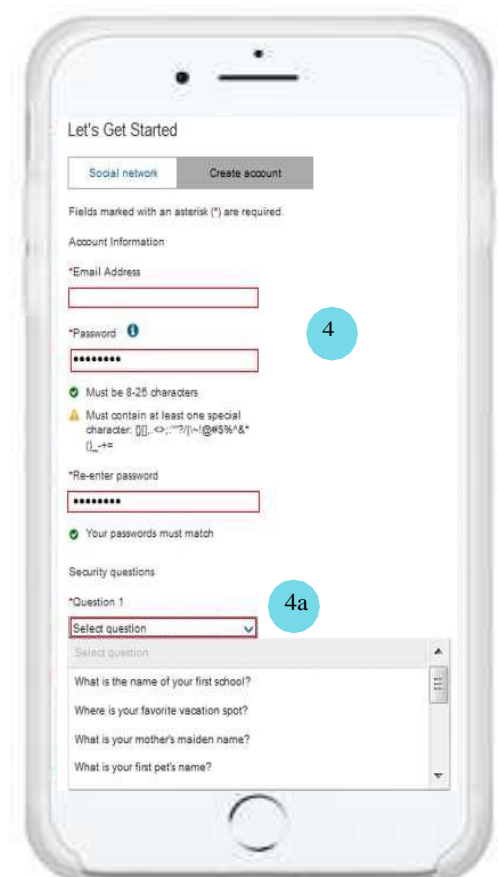 Let's Get Started
Social network Create account
Fields marked with an asterisk (*) are required.
Account Information
*Email Address
4
*Password
••••••••
Must be 8-25 characters
Must contain at least one special
character: {}[],.<>;:'"?/|\~!@#$%^&*
()_-+=
*Re-enter password
••••••••
Your passwords must match
Security questions
*Question 1
4a
Select question
Select question
What is the name of your first school?
Where is your favorite vacation spot?
What is your mother's maiden name?
What is your first pet's name?